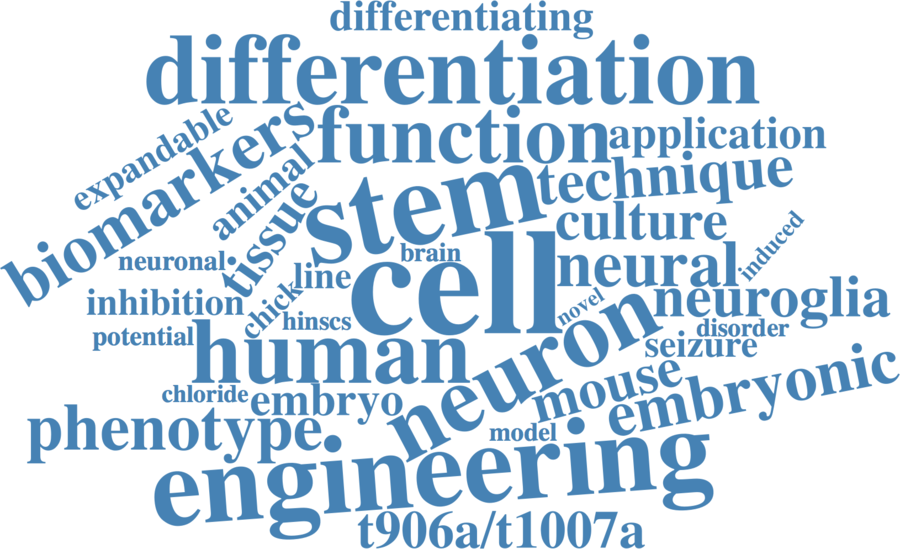 differentiating
differentiation
expandable
biomarkers
function
application
animal
technique
stem
tissue
culture
induced
neuronal
brain
line
cell
neural
inhibition
chick
hinscs
novel
neuroglia
potential
human
neuron
disorder
seizure
chloride
embryo
mouse
embryonic
phenotype
model
engineering
t906a/t1007a